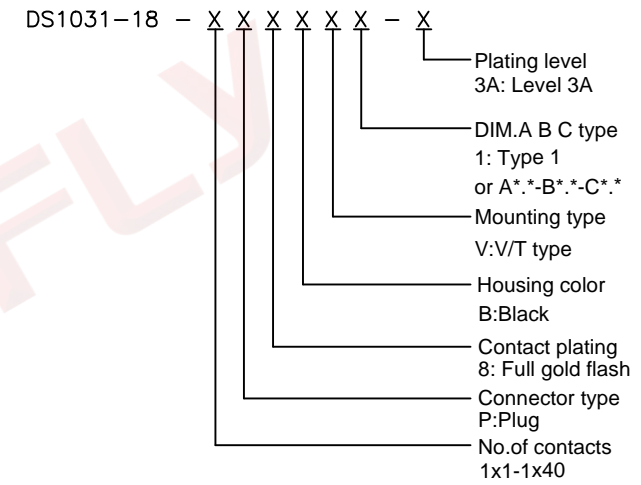 DS1031-18 - X X X X X X - X
Plating level
3A: Level 3A
DIM.A B C type
1: Type 1
or A*.*-B*.*-C*.*
Mounting type
V:V/T type
Housing color
B:Black
Contact plating
8: Full gold flash
Connector type
P:Plug
No.of contacts
1x1-1x40
FLY